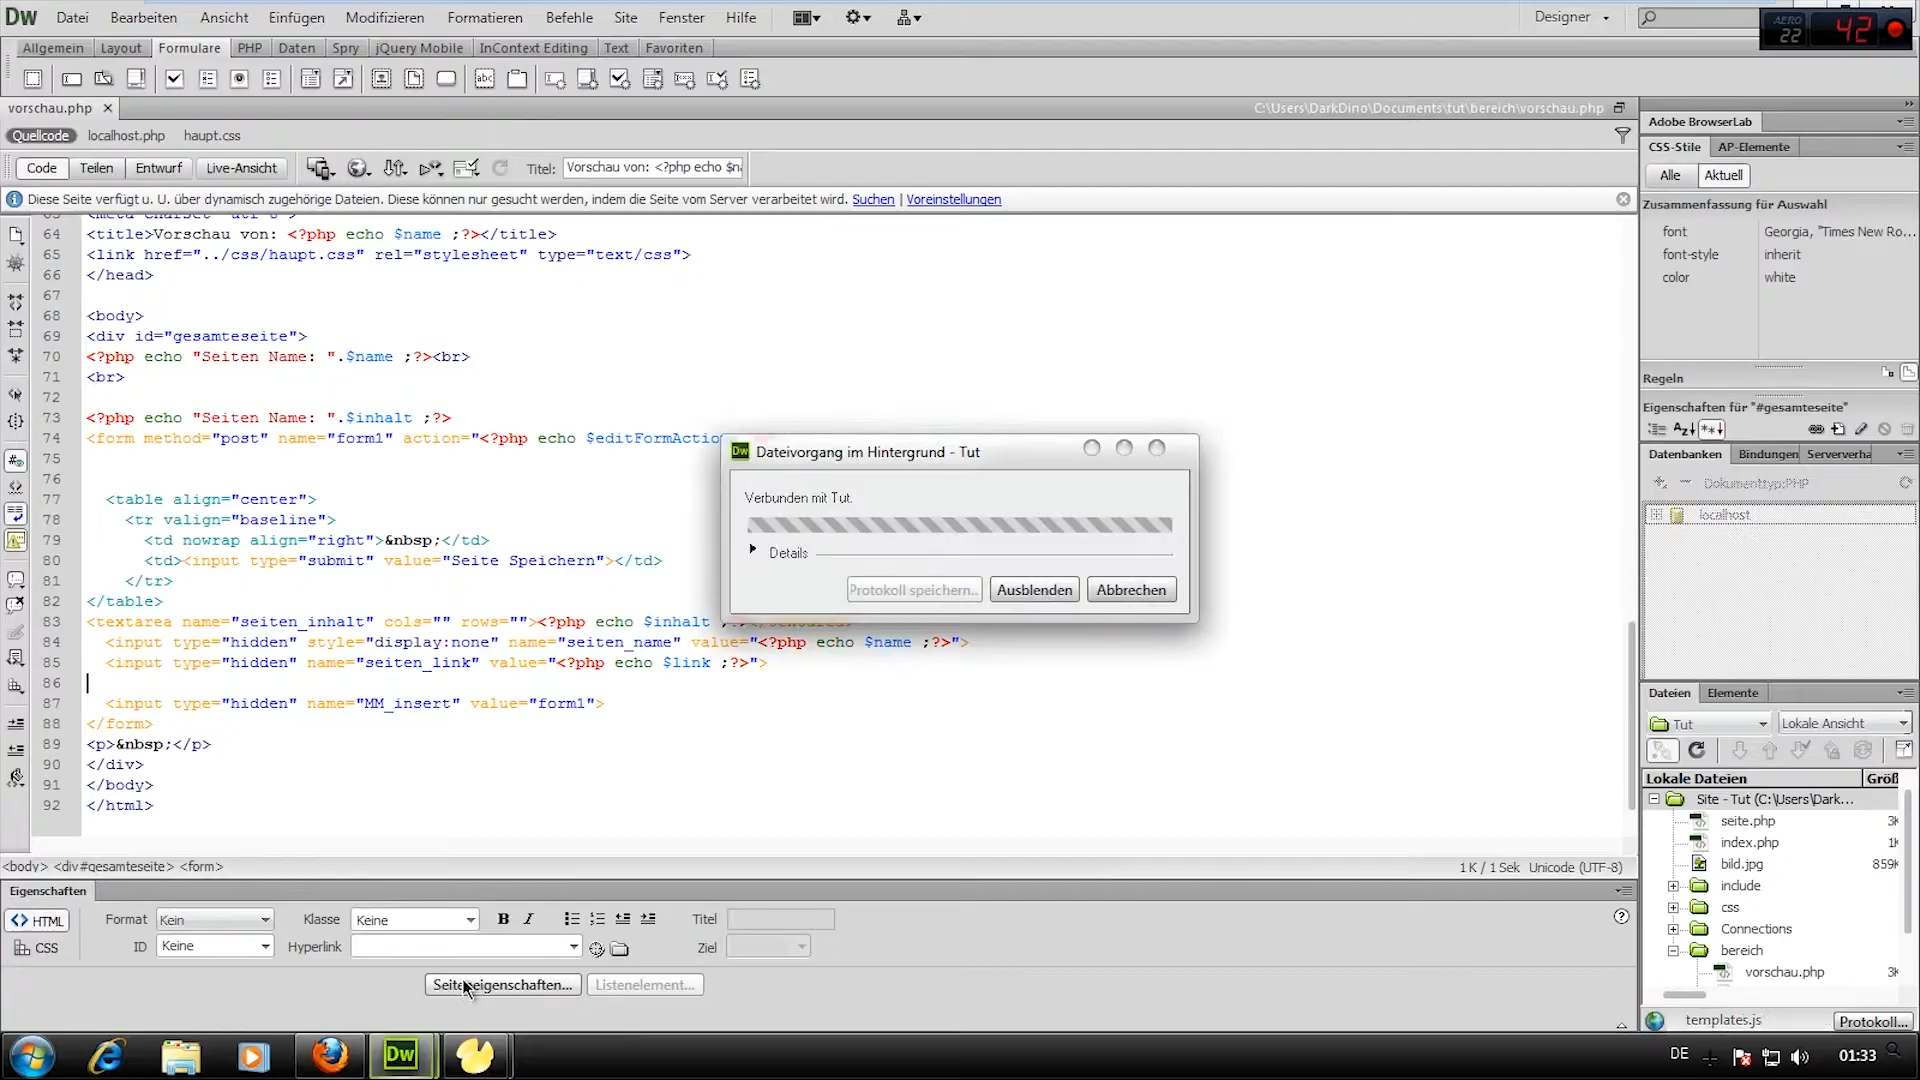 Dw Datei Bearbeiten Ansicht Einfügen Modifizieren Formatieren Befehle Site Fenster Hilfe Designer
AERO 22 42
Allgemein Layout Formulare PHP Daten Spry jQuery Mobile InContext Editing Text Favoriten
vorschau.php C:\Users\DarkDino\Documents\tut\bereich\vorschau.php
Quellcode localhost.php haupt.css
Code Teilen Entwurf Live-Ansicht Titel: Vorschau von: <?php echo $n
Diese Seite verfügt u. U. über dynamisch zugehörige Dateien. Diese können nur gesucht werden, indem die Seite vom Server verarbeitet wird. Suchen | Voreinstellungen
64 <title>Vorschau von: <?php echo $name ;?></title>
65 <link href="../css/haupt.css" rel="stylesheet" type="text/css">
66 </head>
67
68 <body>
69 <div id="gesamteseite">
70 <?php echo "Seiten Name: ".$name ;?><br>
71 <br>
72
73 <?php echo "Seiten Name: ".$inhalt ;?>
74 <form method="post" name="form1" action="<?php echo $editFormActio
75
76
77 <table align="center">
78 <tr valign="baseline">
79 <td nowrap align="right">&nbsp;</td>
80 <td><input type="submit" value="Seite Speichern"></td>
81 </tr>
82 </table>
83 <textarea name="seiten_inhalt" cols="" rows=""><?php echo $inhalt
84 <input type="hidden" style="display:none" name="seiten_name" value="<?php echo $name ;?>">
85 <input type="hidden" name="seiten_link" value="<?php echo $link ;?>">
86
87 <input type="hidden" name="MM_insert" value="form1">
88 </form>
89 <p>&nbsp;</p>
90 </div>
91 </body>
92 </html>
Dw Dateivorgang im Hintergrund - Tut
Verbunden mit Tut.
Details
Protokoll speichern... Ausblenden Abbrechen
<body> <div#gesamteseite> <form> 1 K / 1 Sek Unicode (UTF-8)
Eigenschaften
HTML Format Kein Klasse Keine B I Titel
CSS ID Keine Hyperlink Ziel
Seiteneigenschaften... Listenelement...
Adobe BrowserLab
CSS-Stile AP-Elemente
Alle Aktuell
Zusammenfassung für Auswahl
font Georgia, "Times New Ro...
font-style inherit
color white
Regeln
Eigenschaften für "#gesamteseite"
Datenbanken Bindungen Serververha
Dokumenttyp:PHP
localhost
Dateien Elemente
Tut Lokale Ansicht
Lokale Dateien Größ
Site - Tut (C:\Users\Dark...
seite.php 3K
index.php 1K
bild.jpg 859K
include
css
Connections
bereich
vorschau.php 3K
templates.js Protokoll...
Dw DE 01:33